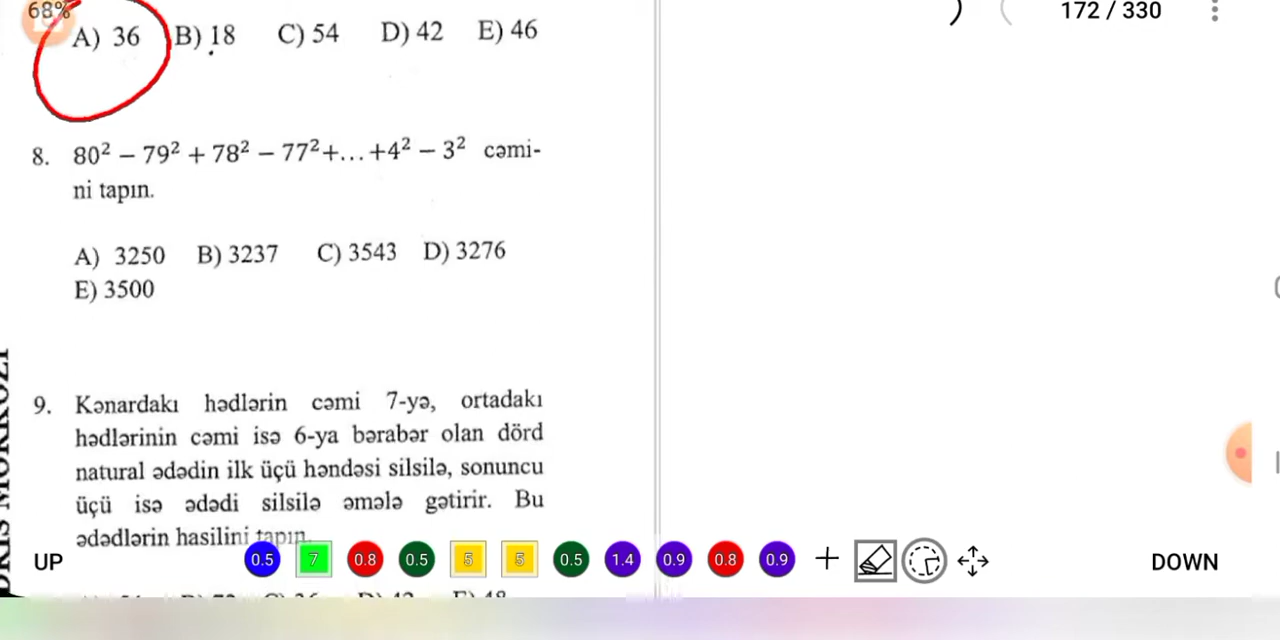 68%
172 / 330
A) 36 B) 18 C) 54 D) 42 E) 46
8. 80² − 79² + 78² − 77²+…+4² − 3² cəmi-
ni tapın.
A) 3250 B) 3237 C) 3543 D) 3276
E) 3500
9. Kənardakı hədlərin cəmi 7-yə, ortadakı
hədlərinin cəmi isə 6-ya bərabər olan dörd
natural ədədin ilk üçü həndəsi silsilə, sonuncu
üçü isə ədədi silsilə əmələ gətirir. Bu
ədədlərin hasilini tapın.
UP 0.5 7 0.8 0.5 5 5 0.5 1.4 0.9 0.8 0.9 + DOWN